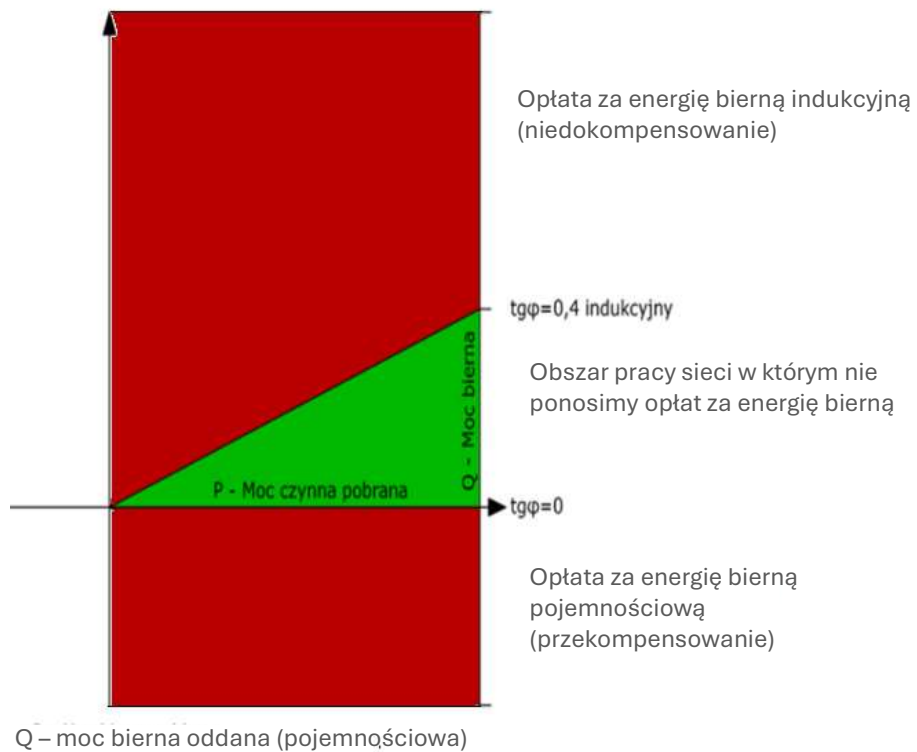 Opłata za energię bierną indukcyjną
(niedokompensowanie)
tgφ=0,4 indukcyjny
Q - Moc bierna
Obszar pracy sieci w którym nie
ponosimy opłat za energię bierną
P - Moc czynna pobrana
tgφ=0
Opłata za energię bierną
pojemnościową
(przekompensowanie)
Q – moc bierna oddana (pojemnościowa)